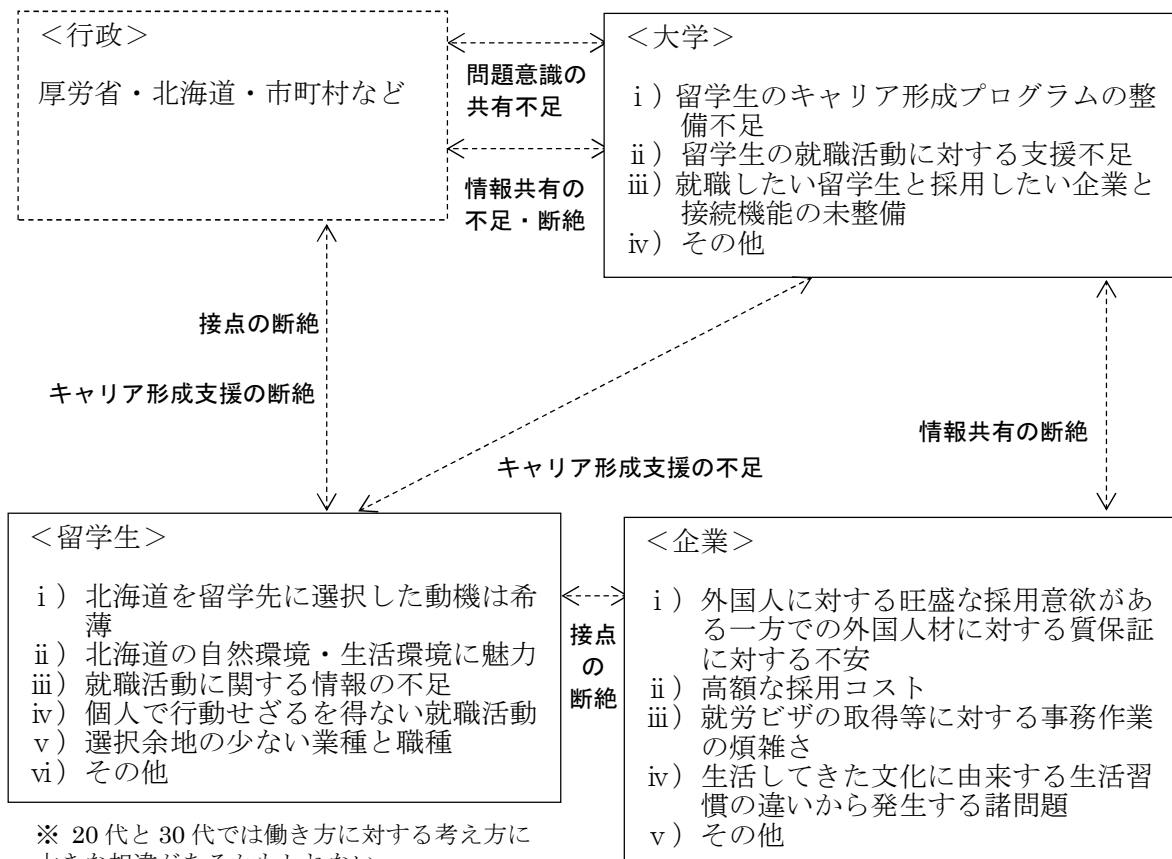 ＜行政＞
厚労省・北海道・市町村など
問題意識の
共有不足
情報共有の
不足・断絶
＜大学＞
ⅰ）留学生のキャリア形成プログラムの整
備不足
ⅱ）留学生の就職活動に対する支援不足
ⅲ）就職したい留学生と採用したい企業と
接続機能の未整備
ⅳ）その他
接点の断絶
キャリア形成支援の断絶
キャリア形成支援の不足
情報共有の断絶
＜留学生＞
ⅰ）北海道を留学先に選択した動機は希
薄
ⅱ）北海道の自然環境・生活環境に魅力
ⅲ）就職活動に関する情報の不足
ⅳ）個人で行動せざるを得ない就職活動
ⅴ）選択余地の少ない業種と職種
ⅵ）その他
接点
の
断絶
＜企業＞
ⅰ）外国人に対する旺盛な採用意欲があ
る一方での外国人材に対する質保証
に対する不安
ⅱ）高額な採用コスト
ⅲ）就労ビザの取得等に対する事務作業
の煩雑さ
ⅳ）生活してきた文化に由来する生活習
慣の違いから発生する諸問題
ⅴ）その他
※ 20代と30代では働き方に対する考え方に